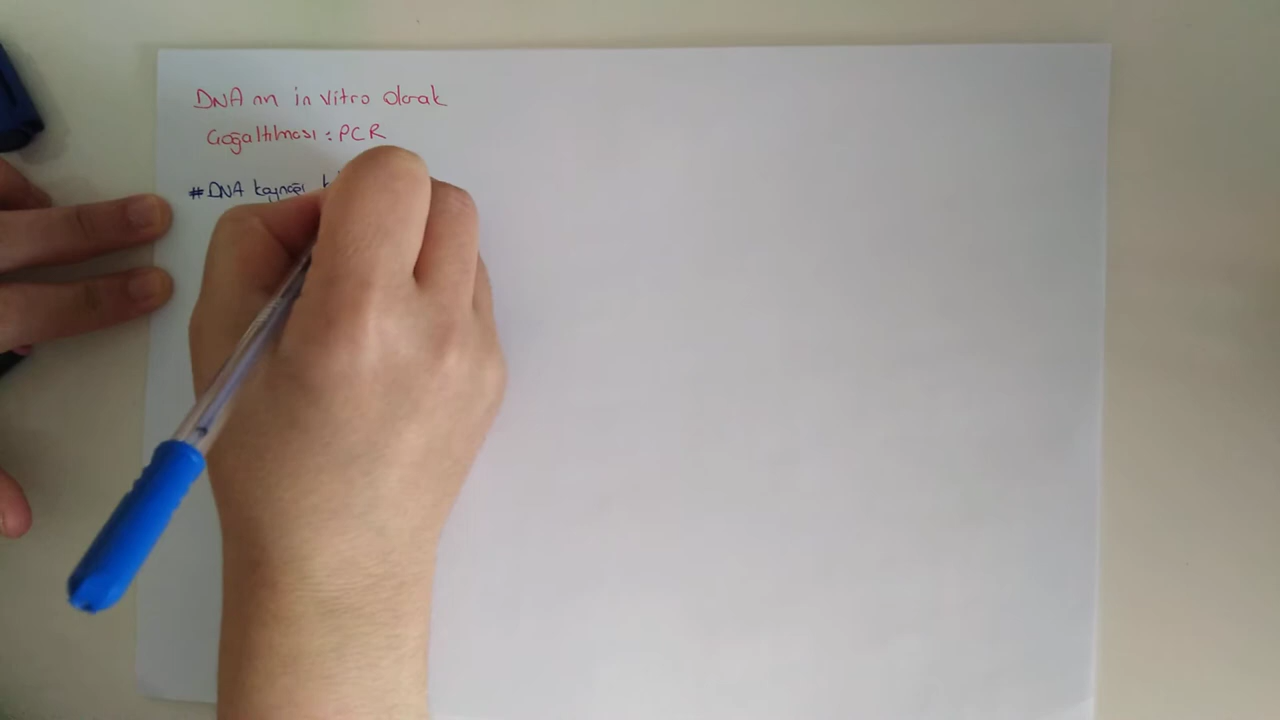 DNA nın in vitro olarak
Çoğaltılması : PCR
# DNA kaynağı